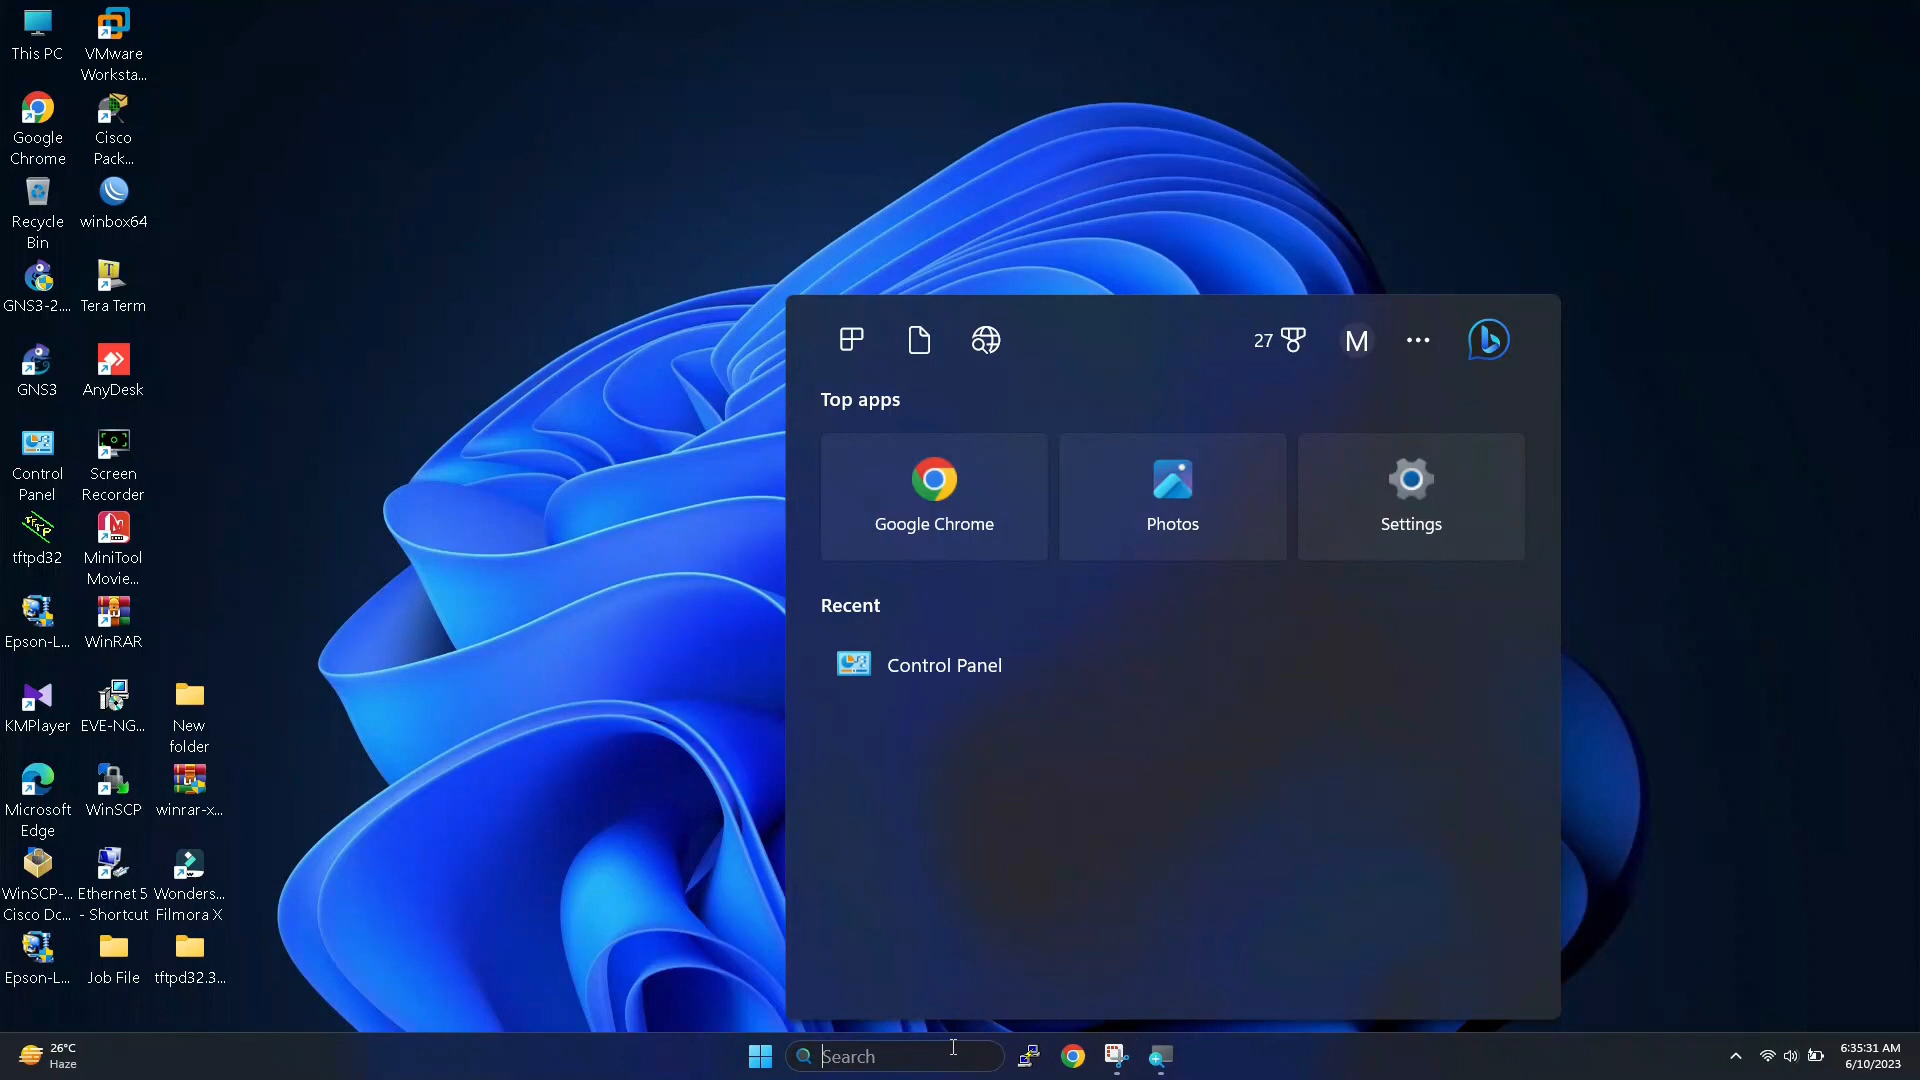 This PC
VMware
Worksta...
Google
Chrome
Cisco
Pack...
Recycle
Bin
winbox64
GNS3-2....
Tera Term
GNS3
AnyDesk
Control
Panel
Screen
Recorder
tftpd32
MiniTool
Movie...
Epson-L...
WinRAR
KMPlayer
EVE-NG...
New
folder
Microsoft
Edge
WinSCP
winrar-x...
WinSCP-...
Cisco Dc...
Ethernet 5
- Shortcut
Wonders...
Filmora X
Epson-L...
Job File
tftpd32.3...
27
M
Top apps
Google Chrome
Photos
Settings
Recent
Control Panel
26°C
Haze
Search
6:35:31 AM
6/10/2023